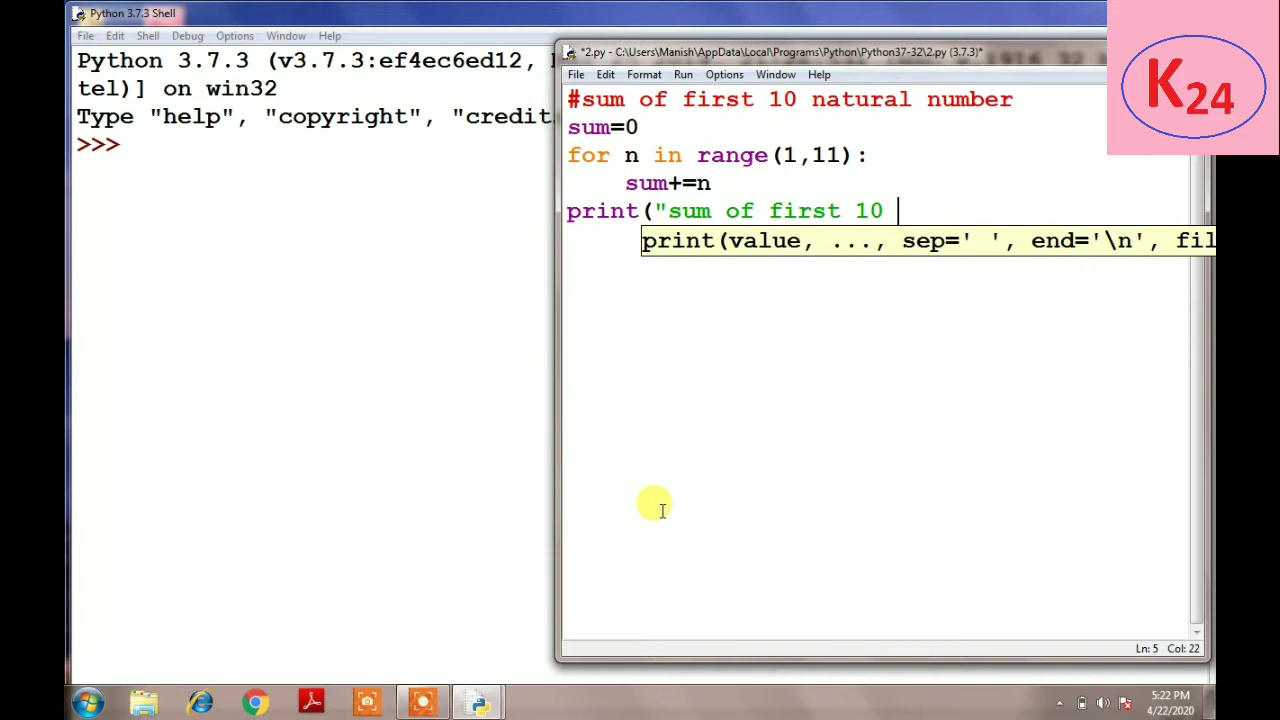 Python 3.7.3 Shell
File Edit Shell Debug Options Window Help
Python 3.7.3 (v3.7.3:ef4ec6ed12,
tel)] on win32
Type "help", "copyright", "credit
>>>
*2.py - C:\Users\Manish\AppData\Local\Programs\Python\Python37-32\2.py (3.7.3)*
File Edit Format Run Options Window Help
#sum of first 10 natural number
sum=0
for n in range(1,11):
sum+=n
print("sum of first 10
print(value, ..., sep=' ', end='\n', fil
Ln: 5 Col: 22
K24
5:22 PM
4/22/2020